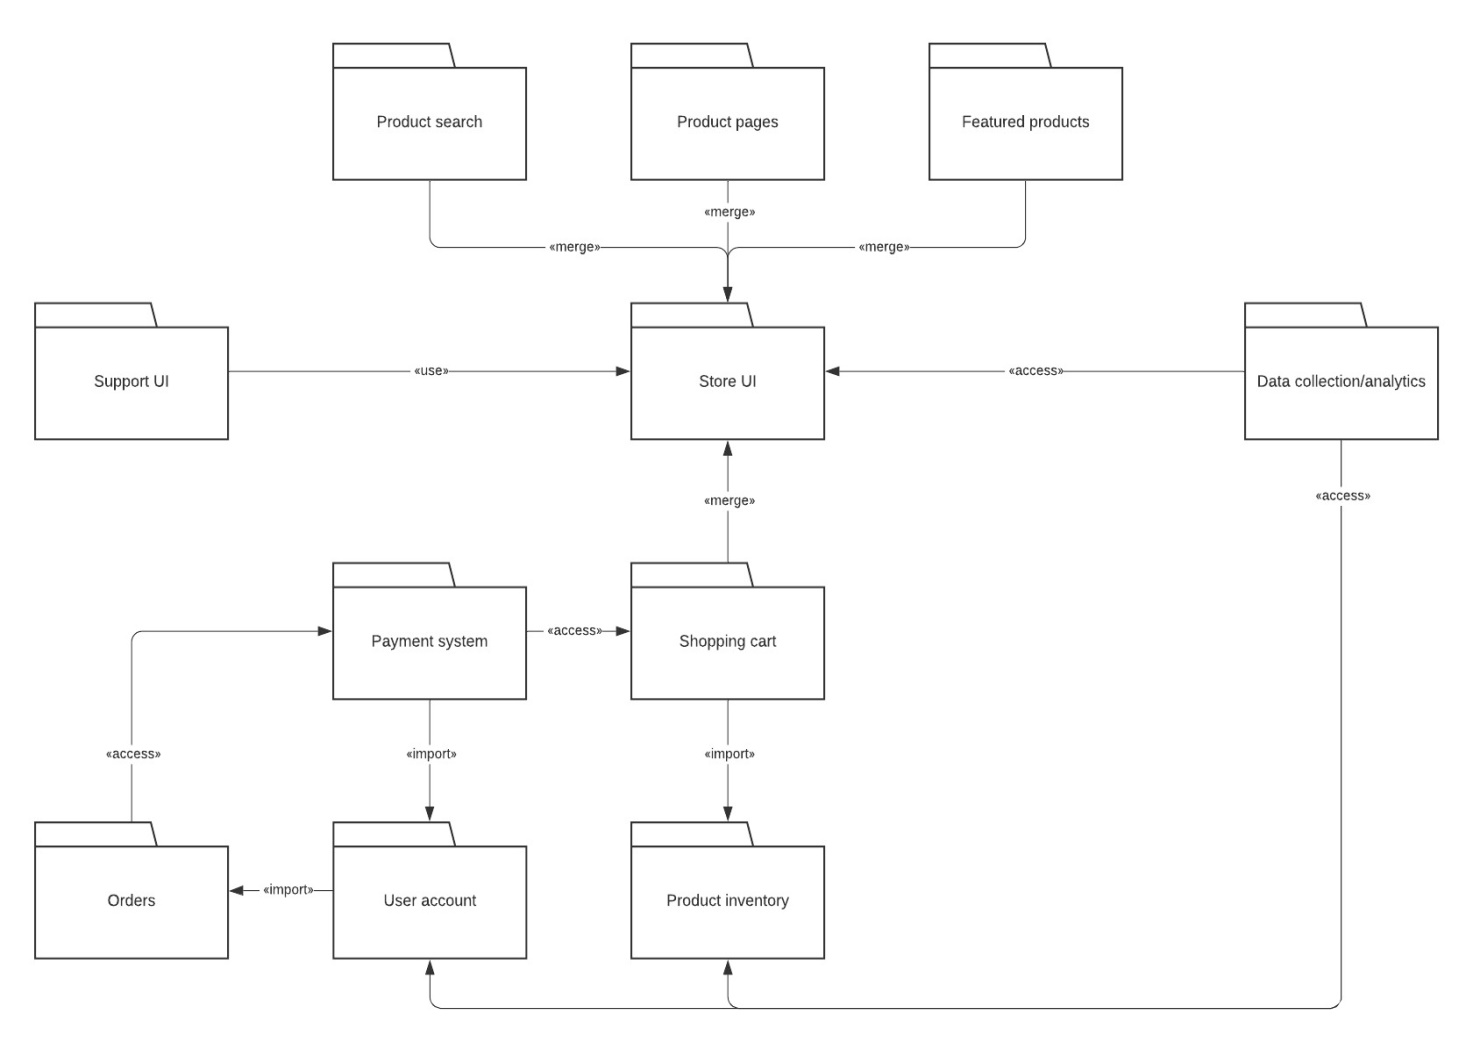 Product search
Product pages
Featured products
«merge»
«merge»
«merge»
Support UI
«use»
Store UI
«access»
Data collection/analytics
«merge»
«access»
Payment system
«access»
Shopping cart
«access»
«import»
«import»
Orders
«import»
User account
Product inventory